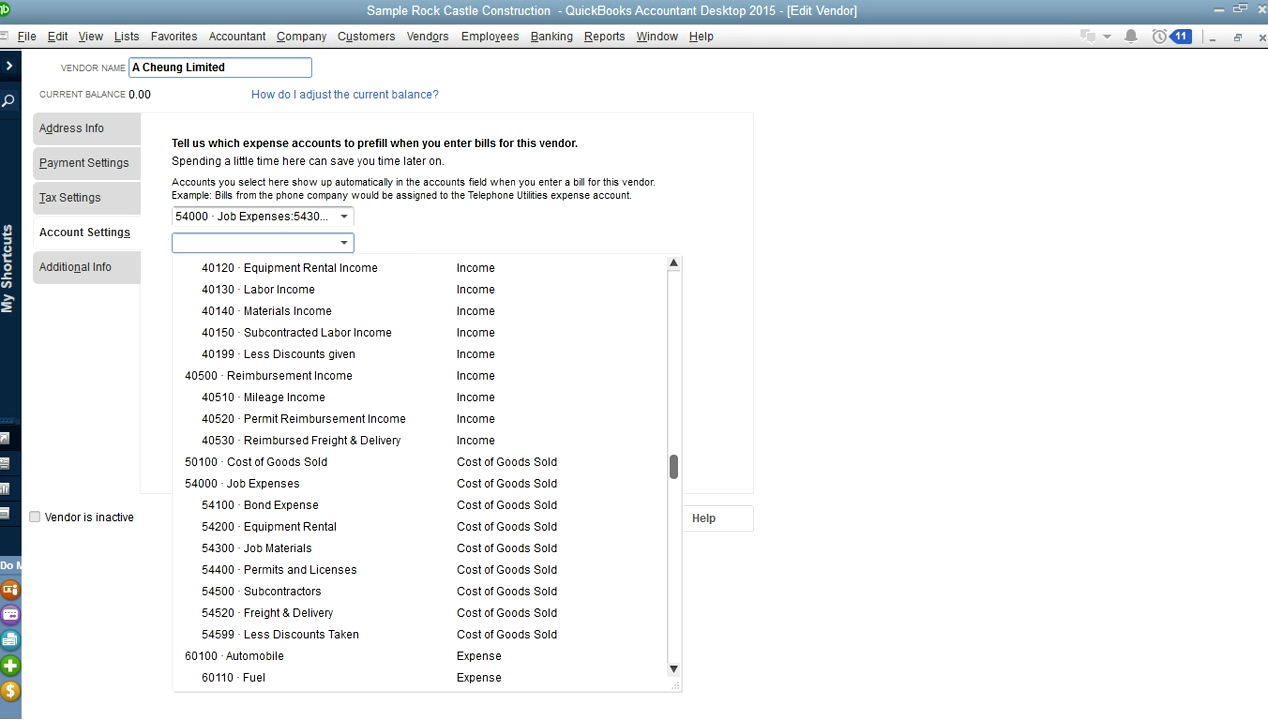 Sample Rock Castle Construction - QuickBooks Accountant Desktop 2015 - [Edit Vendor]
File Edit View Lists Favorites Accountant Company Customers Vendors Employees Banking Reports Window Help
11
VENDOR NAME A Cheung Limited
CURRENT BALANCE 0.00 How do I adjust the current balance?
Address Info
Payment Settings
Tax Settings
Account Settings
Additional Info
Tell us which expense accounts to prefill when you enter bills for this vendor.
Spending a little time here can save you time later on.
Accounts you select here show up automatically in the accounts field when you enter a bill for this vendor.
Example: Bills from the phone company would be assigned to the Telephone Utilities expense account.
54000 · Job Expenses:5430...
40120 · Equipment Rental Income Income
40130 · Labor Income Income
40140 · Materials Income Income
40150 · Subcontracted Labor Income Income
40199 · Less Discounts given Income
40500 · Reimbursement Income Income
40510 · Mileage Income Income
40520 · Permit Reimbursement Income Income
40530 · Reimbursed Freight & Delivery Income
50100 · Cost of Goods Sold Cost of Goods Sold
54000 · Job Expenses Cost of Goods Sold
54100 · Bond Expense Cost of Goods Sold
54200 · Equipment Rental Cost of Goods Sold
54300 · Job Materials Cost of Goods Sold
54400 · Permits and Licenses Cost of Goods Sold
54500 · Subcontractors Cost of Goods Sold
54520 · Freight & Delivery Cost of Goods Sold
54599 · Less Discounts Taken Cost of Goods Sold
60100 · Automobile Expense
60110 · Fuel Expense
Vendor is inactive
Help
My Shortcuts
Do M